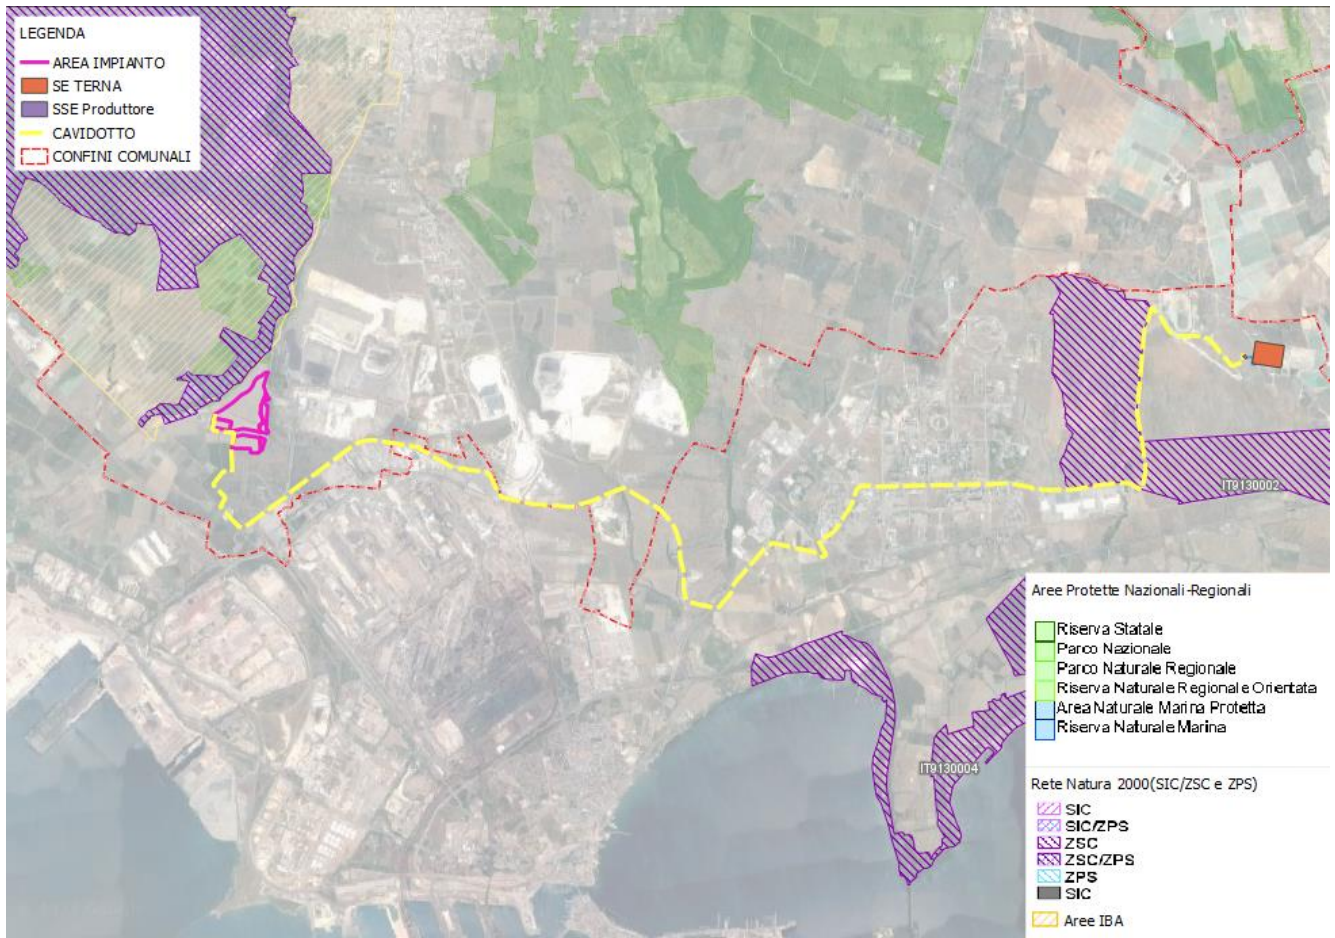 LEGENDA
AREA IMPIANTO
SE TERNA
SSE Produttore
CAVIDOTTO
CONFINI COMUNALI
IT9130002
IT9130004
Aree Protette Nazionali-Regionali
Riserva Statale
Parco Nazionale
Parco Naturale Regionale
Riserva Naturale Regionale Orientata
Area Naturale Marina Protetta
Riserva Naturale Marina
Rete Natura 2000(SIC/ZSC e ZPS)
SIC
SIC/ZPS
ZSC
ZSC/ZPS
ZPS
SIC
Aree IBA